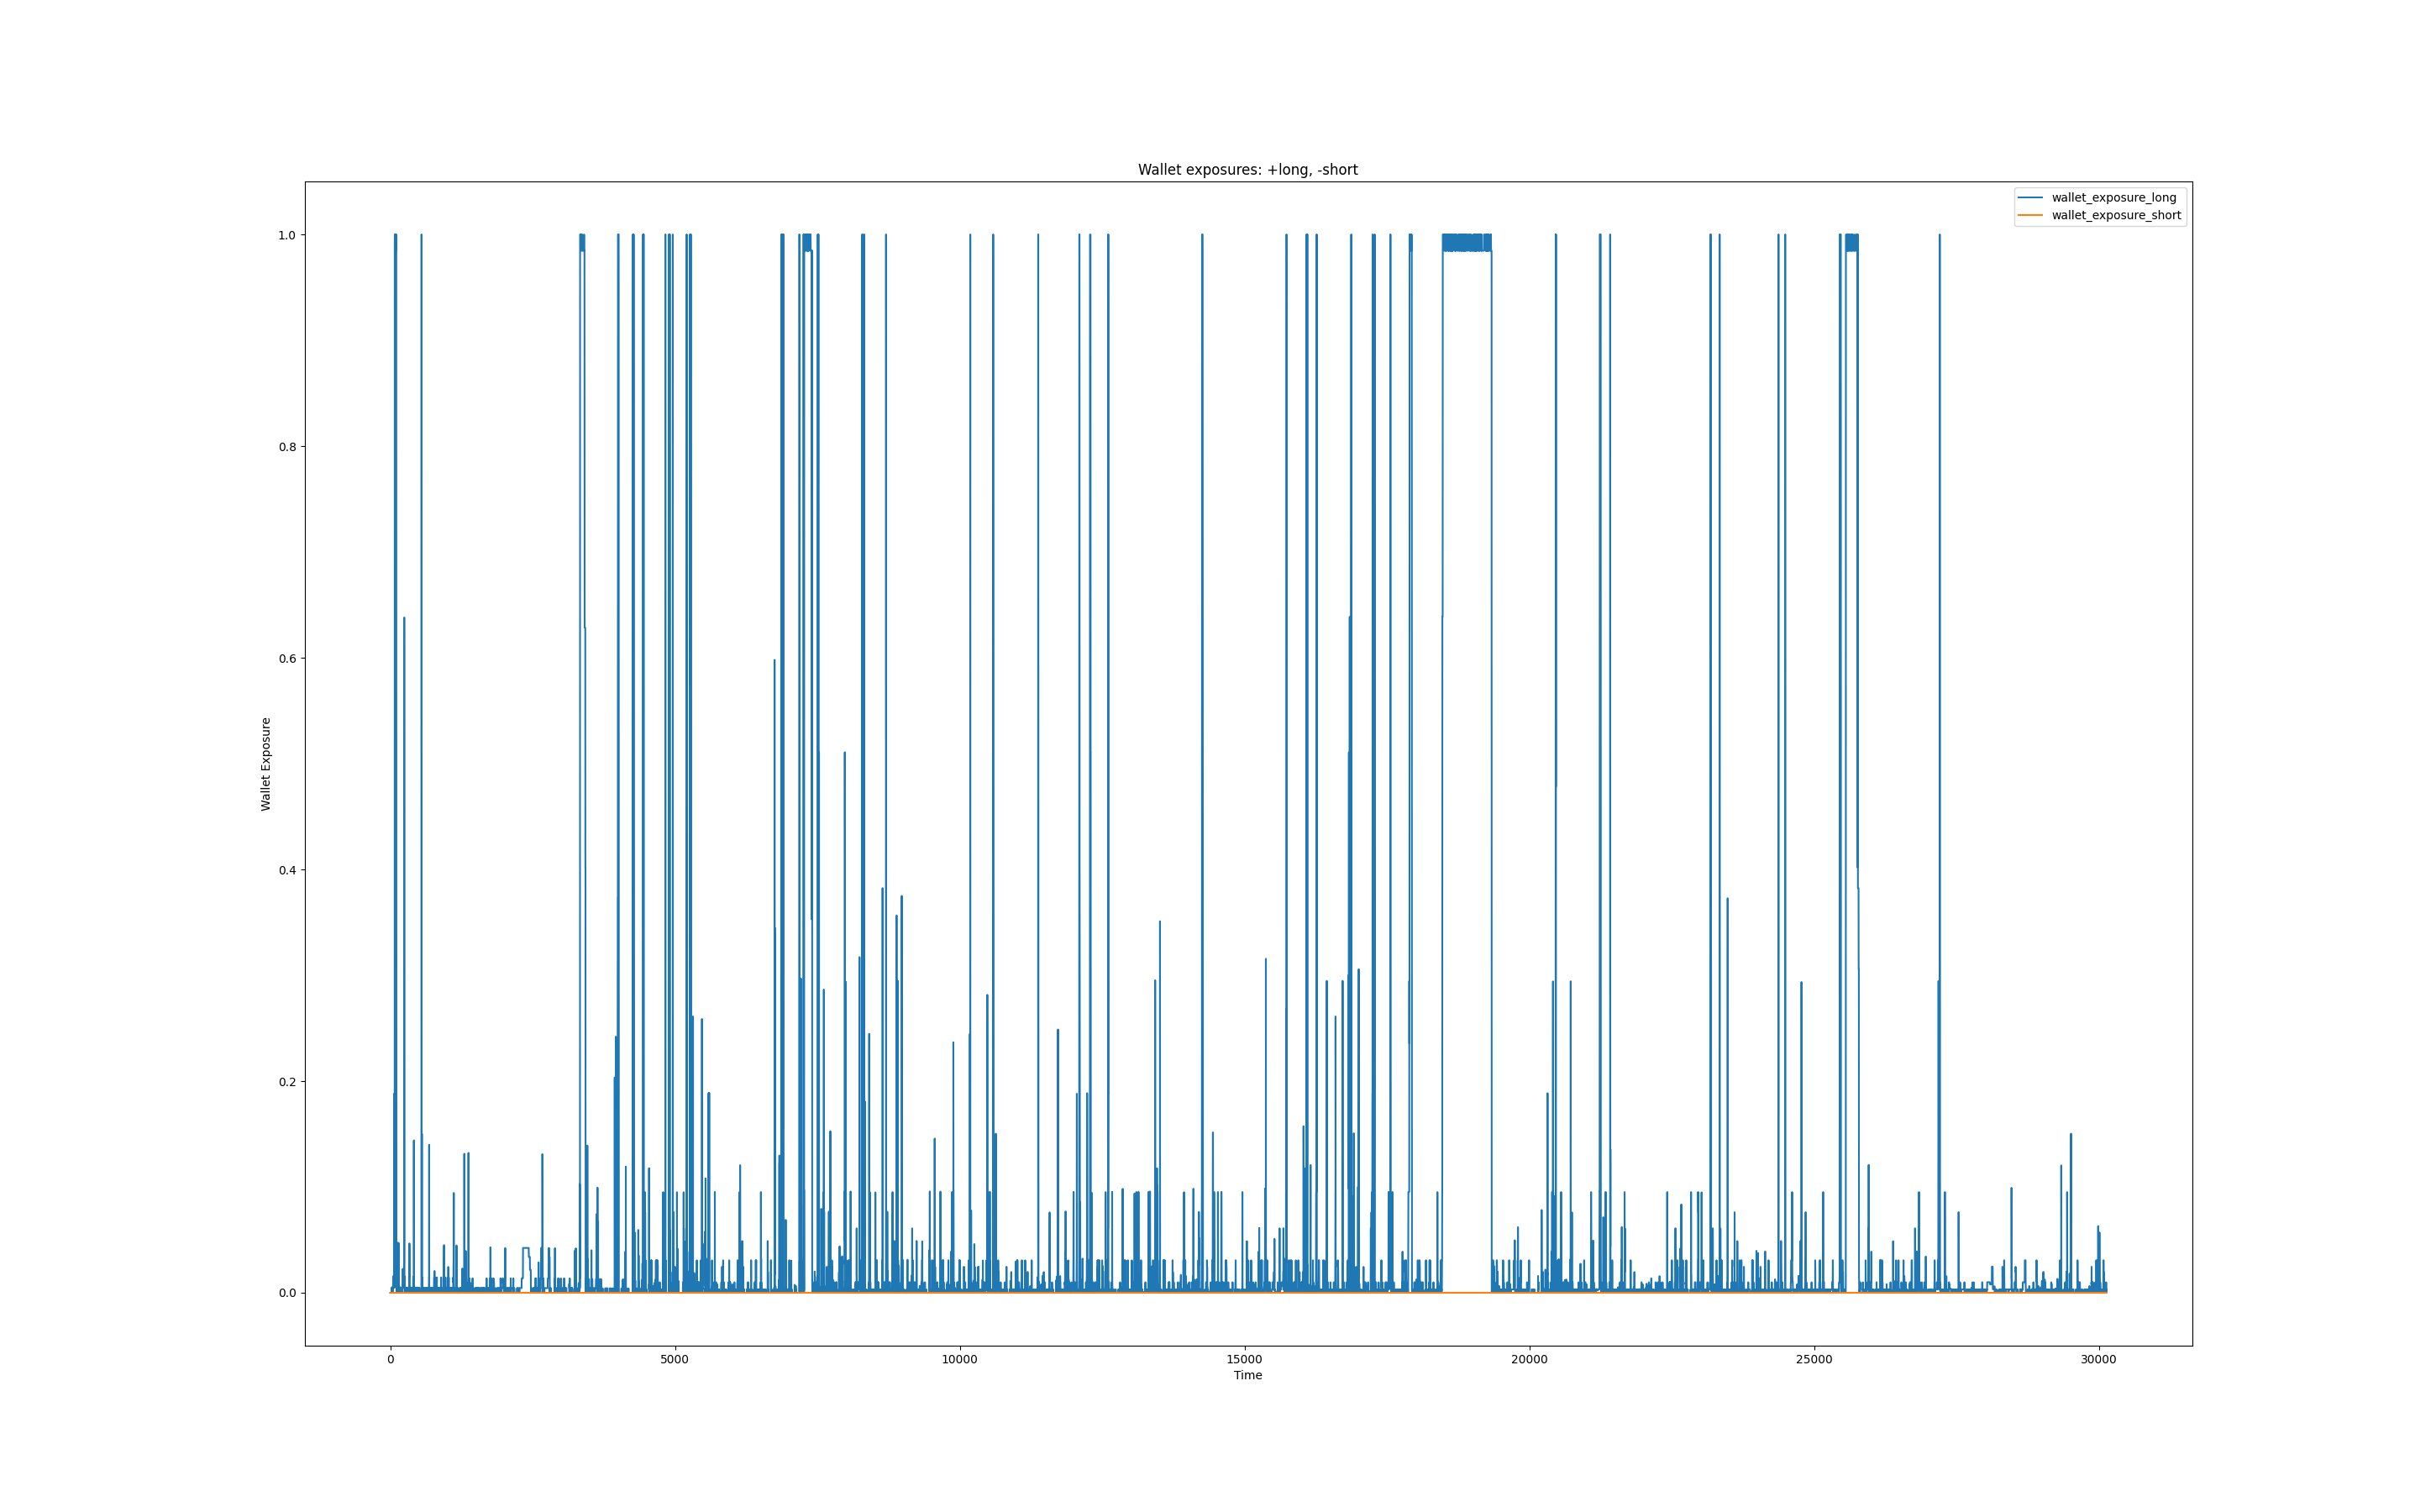 Wallet exposures: +long, -short
wallet_exposure_long
wallet_exposure_short
1.0
0.8
0.6
0.4
0.2
0.0
Wallet Exposure
0 5000 10000 15000 20000 25000 30000
Time